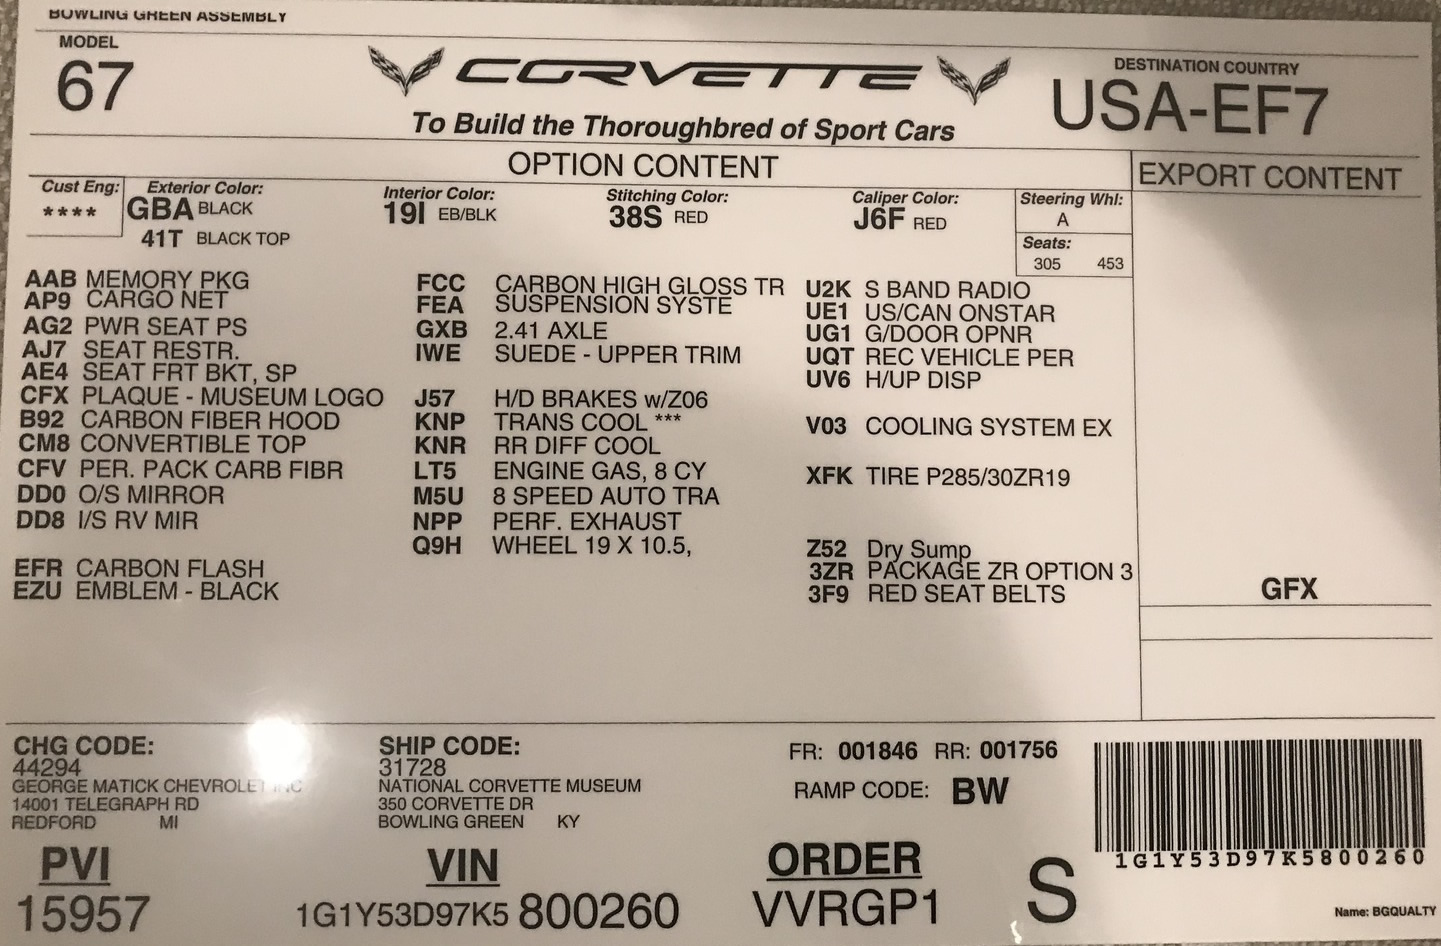 BOWLING GREEN ASSEMBLY
MODEL
67
CORVETTE
To Build the Thoroughbred of Sport Cars
DESTINATION COUNTRY
USA-EF7
OPTION CONTENT
EXPORT CONTENT
Cust Eng:
****
Exterior Color:
GBA BLACK
41T BLACK TOP
Interior Color:
19I EB/BLK
Stitching Color:
38S RED
Caliper Color:
J6F RED
Steering Whl:
A
Seats:
305 453
AAB MEMORY PKG
AP9 CARGO NET
AG2 PWR SEAT PS
AJ7 SEAT RESTR.
AE4 SEAT FRT BKT, SP
CFX PLAQUE - MUSEUM LOGO
B92 CARBON FIBER HOOD
CM8 CONVERTIBLE TOP
CFV PER. PACK CARB FIBR
DD0 O/S MIRROR
DD8 I/S RV MIR
EFR CARBON FLASH
EZU EMBLEM - BLACK
FCC CARBON HIGH GLOSS TR
FEA SUSPENSION SYSTE
GXB 2.41 AXLE
IWE SUEDE - UPPER TRIM
J57 H/D BRAKES w/Z06
KNP TRANS COOL ***
KNR RR DIFF COOL
LT5 ENGINE GAS, 8 CY
M5U 8 SPEED AUTO TRA
NPP PERF. EXHAUST
Q9H WHEEL 19 X 10.5,
U2K S BAND RADIO
UE1 US/CAN ONSTAR
UG1 G/DOOR OPNR
UQT REC VEHICLE PER
UV6 H/UP DISP
V03 COOLING SYSTEM EX
XFK TIRE P285/30ZR19
Z52 Dry Sump
3ZR PACKAGE ZR OPTION 3
3F9 RED SEAT BELTS
GFX
CHG CODE:
44294
GEORGE MATICK CHEVROLET INC
14001 TELEGRAPH RD
REDFORD MI
SHIP CODE:
31728
NATIONAL CORVETTE MUSEUM
350 CORVETTE DR
BOWLING GREEN KY
FR: 001846 RR: 001756
RAMP CODE: BW
1G1Y53D97K5800260
PVI
15957
VIN
1G1Y53D97K5 800260
ORDER
VVRGP1
S
Name: BGQUALTY